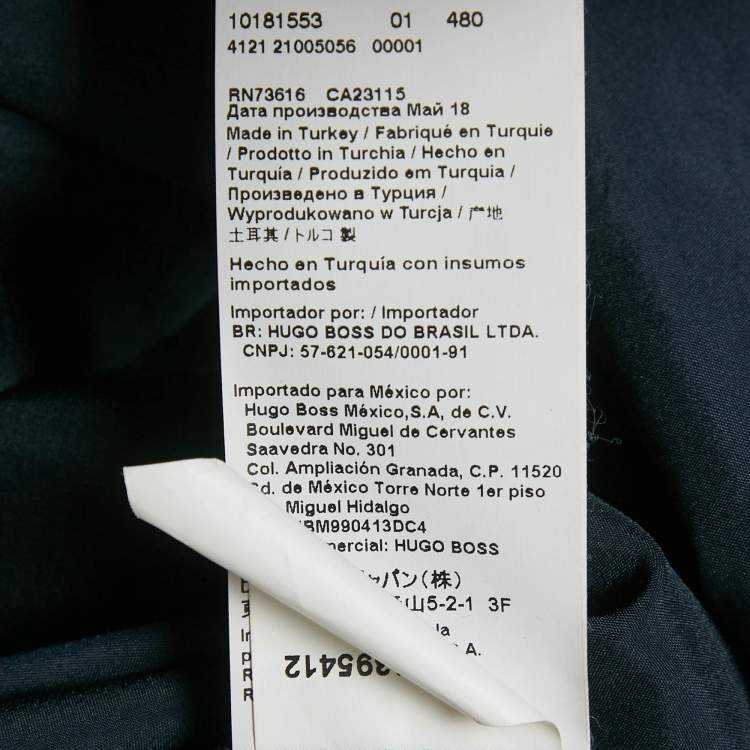 10181553 01 480
4121 21005056 00001
RN73616 CA23115
Дата производства Май 18
Made in Turkey / Fabriqué en Turquie
/ Prodotto in Turchia / Hecho en
Turquía / Produzido em Turquia /
Произведено в Турции /
Wyprodukowano w Turcja / 产地
土耳其 / トルコ 製
Hecho en Turquía con insumos
importados
Importado por: / Importador
BR: HUGO BOSS DO BRASIL LTDA.
CNPJ: 57-621-054/0001-91
Importado para México por:
Hugo Boss México,S.A, de C.V.
Boulevard Miguel de Cervantes
Saavedra No. 301
Col. Ampliación Granada, C.P. 11520
de México Torre Norte 1er piso
Miguel Hidalgo
BM990413DC4
mercial: HUGO BOSS
ャパン(株)
山5-2-1 3F
la
A.
395412